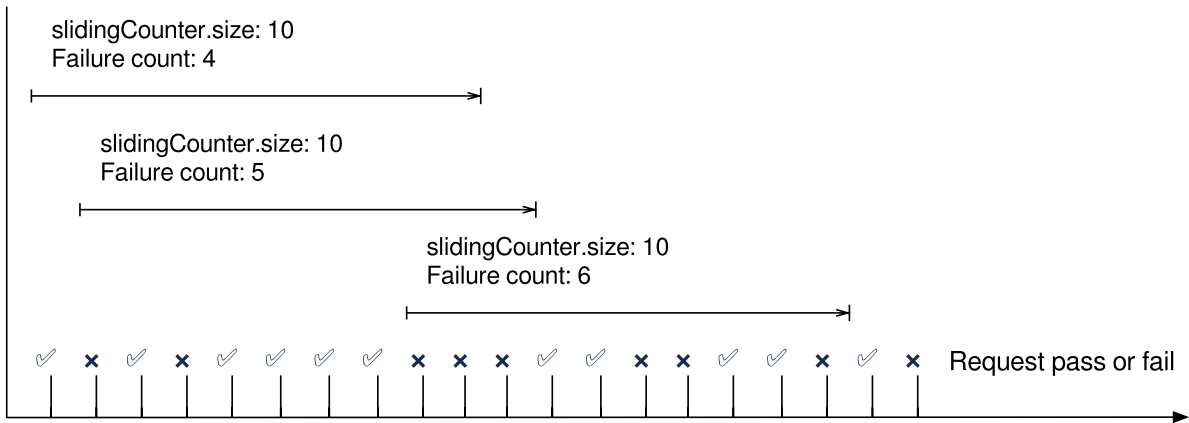 slidingCounter.size: 10
Failure count: 4
slidingCounter.size: 10
Failure count: 5
slidingCounter.size: 10
Failure count: 6
Request pass or fail